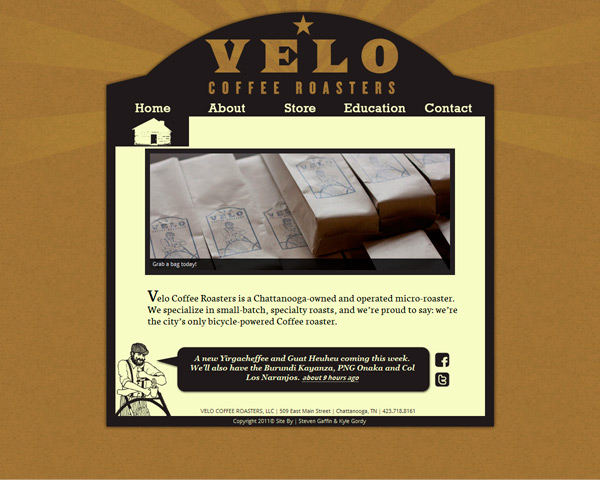 VELO
COFFEE ROASTERS
Home About Store Education Contact
VELO
VELO
VELO
Grab a bag today!
Velo Coffee Roasters is a Chattanooga-owned and operated micro-roaster.
We specialize in small-batch, specialty roasts, and we're proud to say: we're
the city's only bicycle-powered Coffee roaster.
A new Yirgacheffee and Guat Heuheu coming this week.
We'll also have the Burundi Kayanza, PNG Onaka and Col
Los Naranjos. about 9 hours ago
VELO COFFEE ROASTERS, LLC | 509 East Main Street | Chattanooga, TN | 423.718.8161
Copyright 2011© Site By | Steven Gaffin & Kyle Gordy